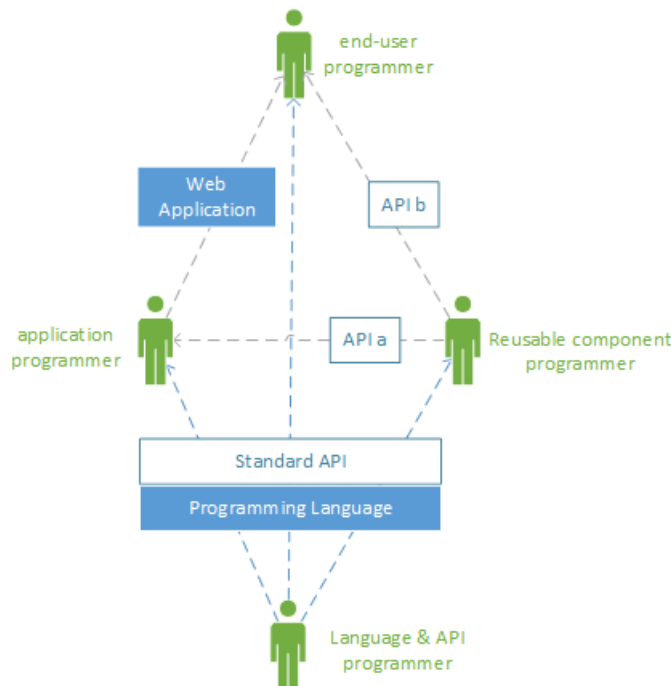 end-user
programmer
Web
Application
API b
application
programmer
API a
Reusable component
programmer
Standard API
Programming Language
Language & API
programmer